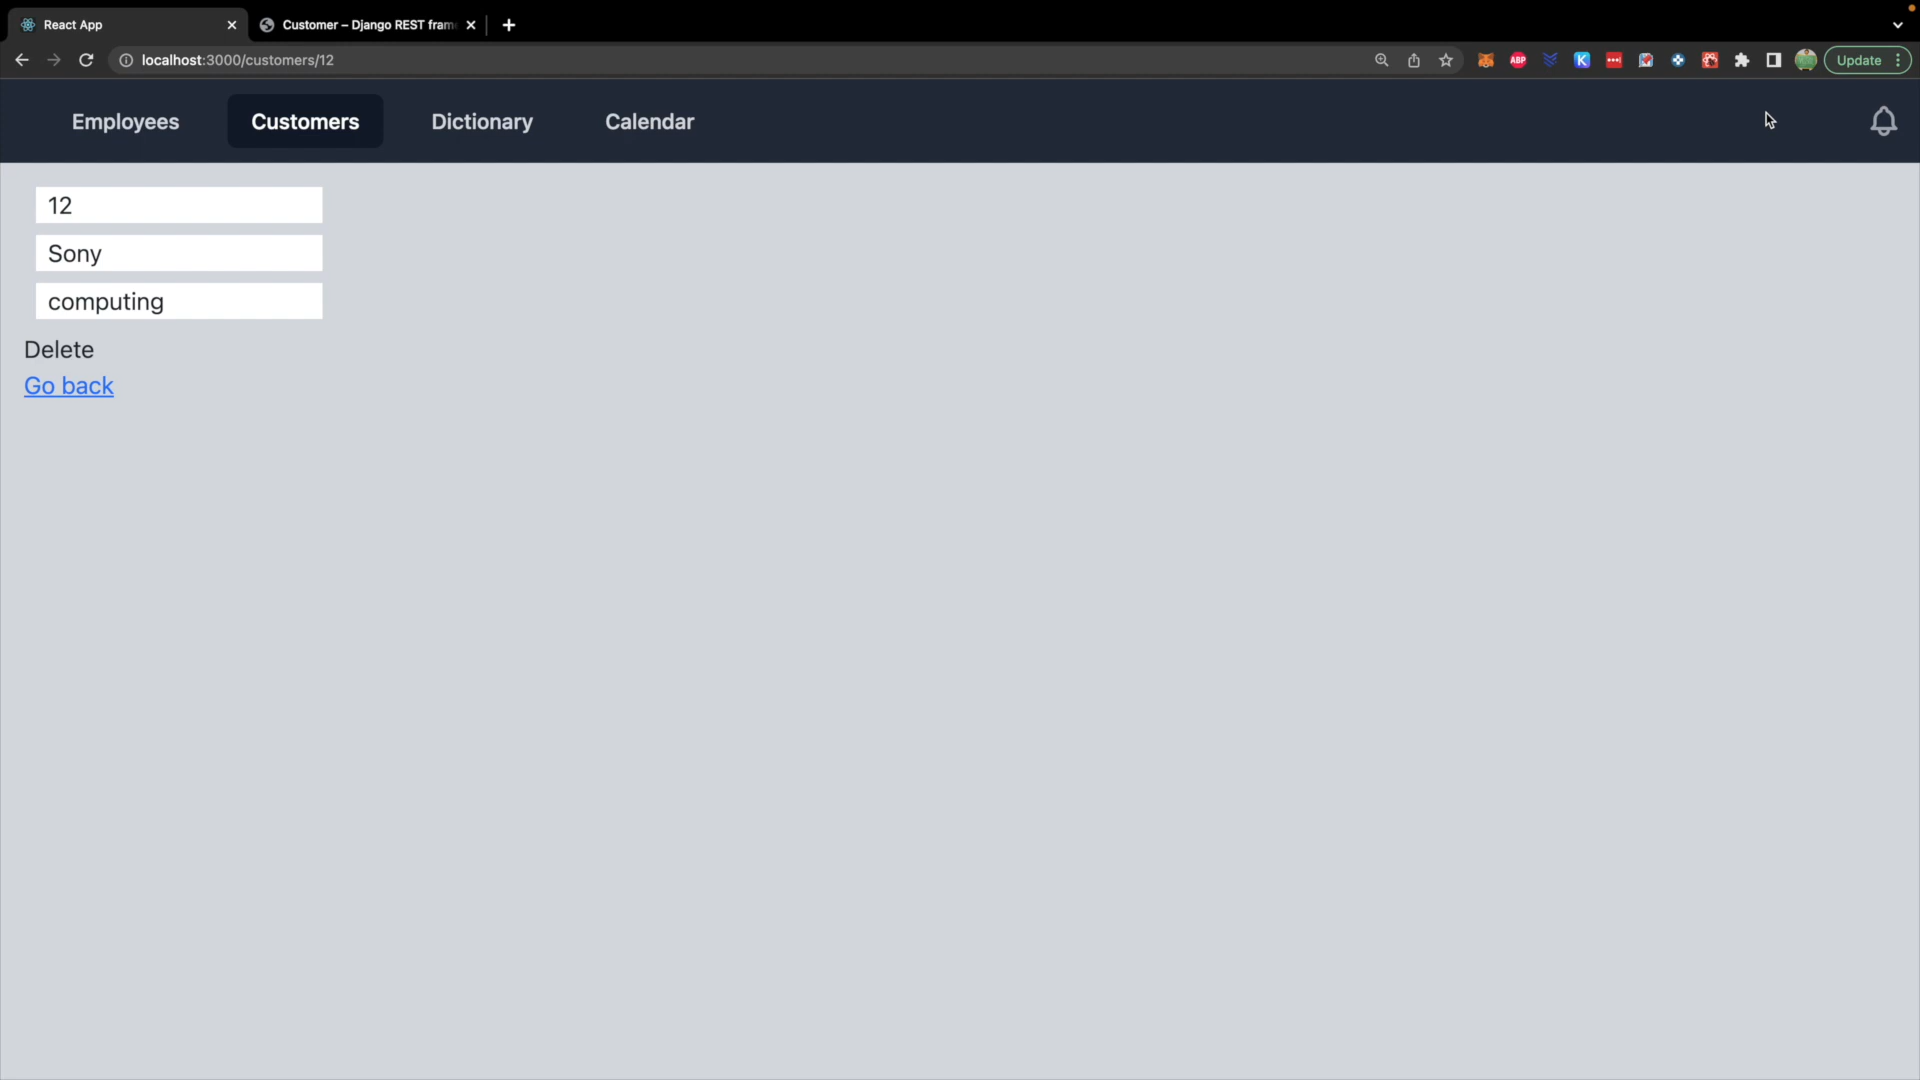 React App
Customer – Django REST fram
localhost:3000/customers/12
ABP
K
Update
Employees
Customers
Dictionary
Calendar
12
Sony
computing
Delete
Go back